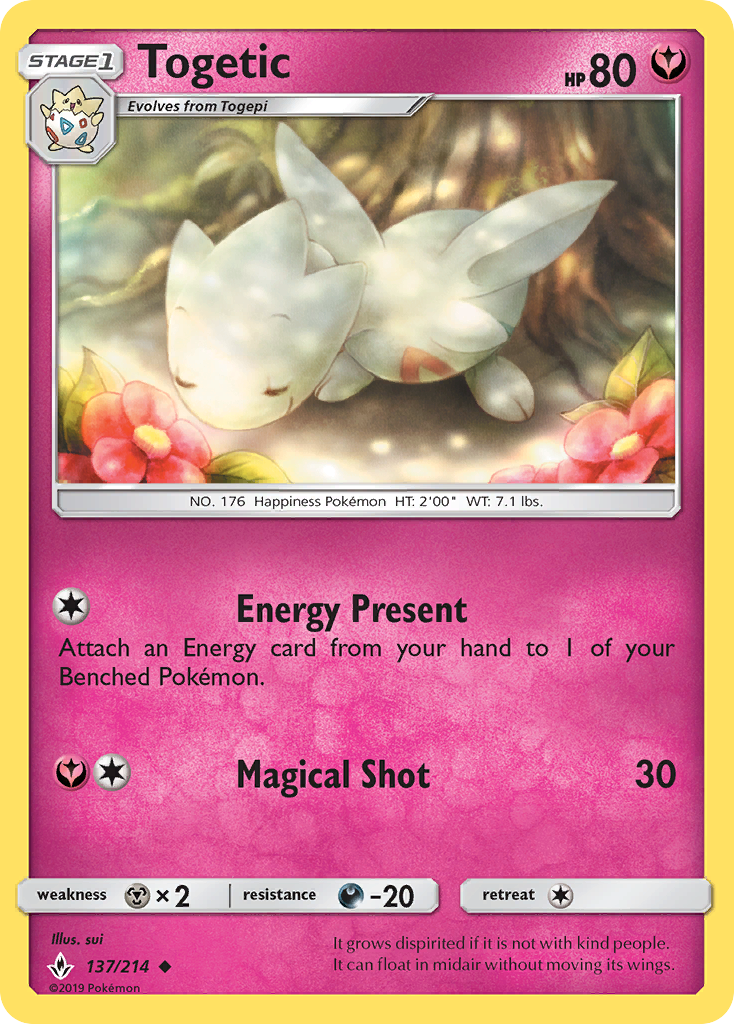 STAGE1
Togetic
HP 80
Evolves from Togepi
NO. 176 Happiness Pokémon HT: 2'00" WT: 7.1 lbs.
Energy Present
Attach an Energy card from your hand to 1 of your
Benched Pokémon.
Magical Shot 30
weakness ×2 resistance -20 retreat
Illus. sui
It grows dispirited if it is not with kind people.
137/214
It can float in midair without moving its wings.
©2019 Pokémon